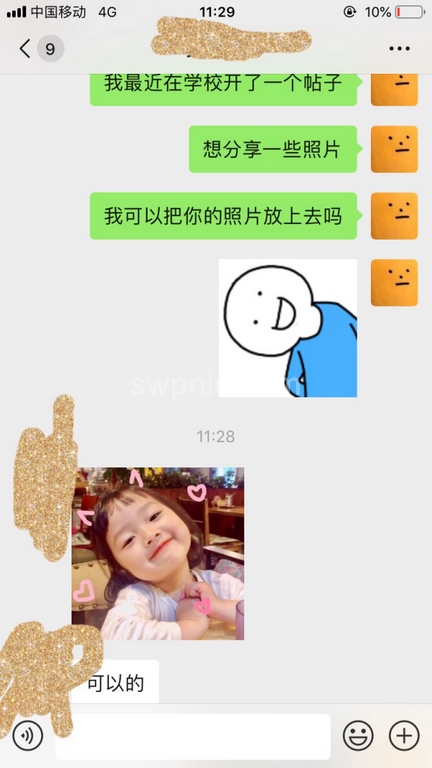 中国移动 4G 11:29 10%
9
我最近在学校开了一个帖子
想分享一些照片
我可以把你的照片放上去吗
11:28
可以的